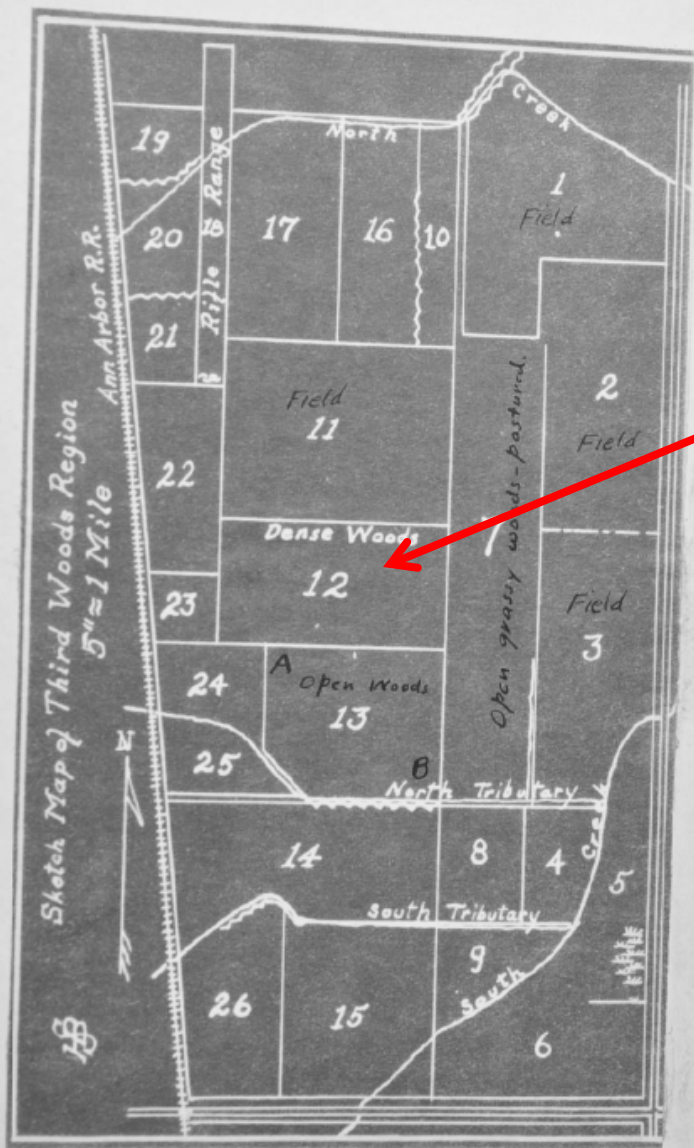 Sketch Map of Third Woods Region
5"=1 Mile
Ann Arbor R.R.
N
North
Creek
19
20
21
Rifle 18 Range
17
16
10
1
Field
2
Field
Field
11
22
Dense Woods
12
7
Open grassy woods-pastured.
23
Field
3
24
A
Open Woods
13
25
B
North Tributary
Creek
14
8
4
5
South Tributary
9
South
26
15
6